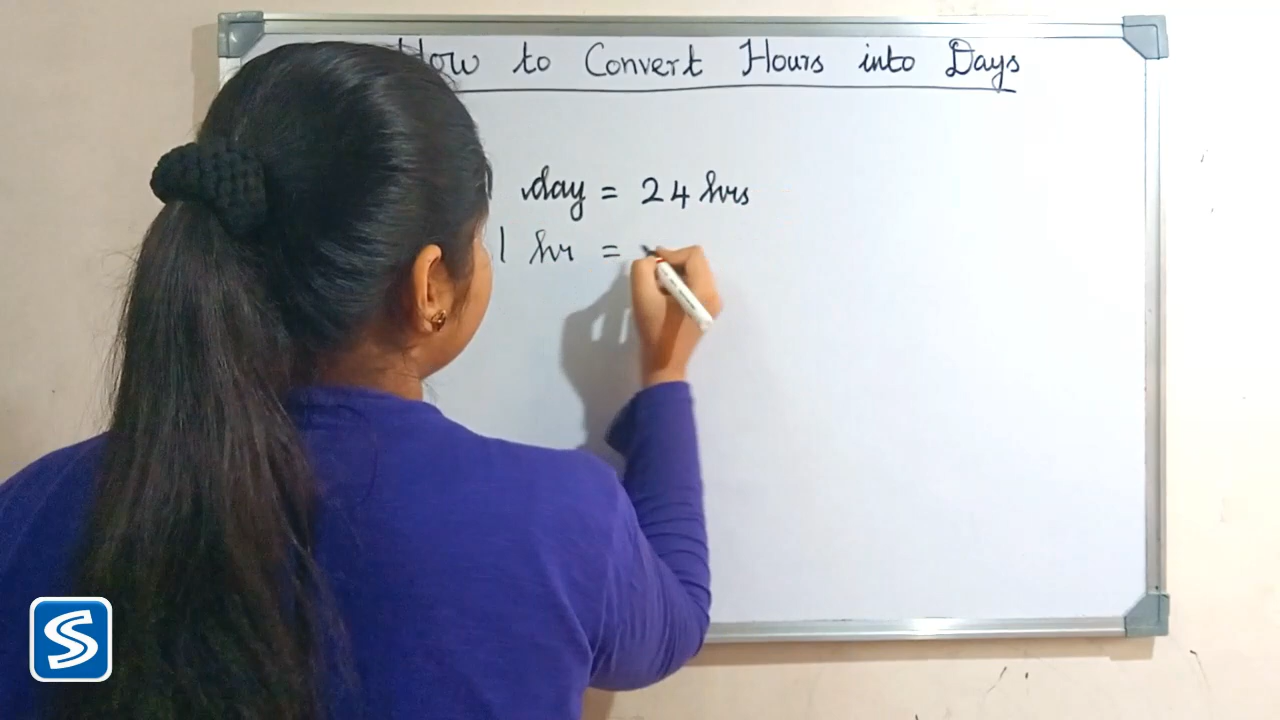 How to Convert Hours into Days
day = 24 hrs
1 hr =
S